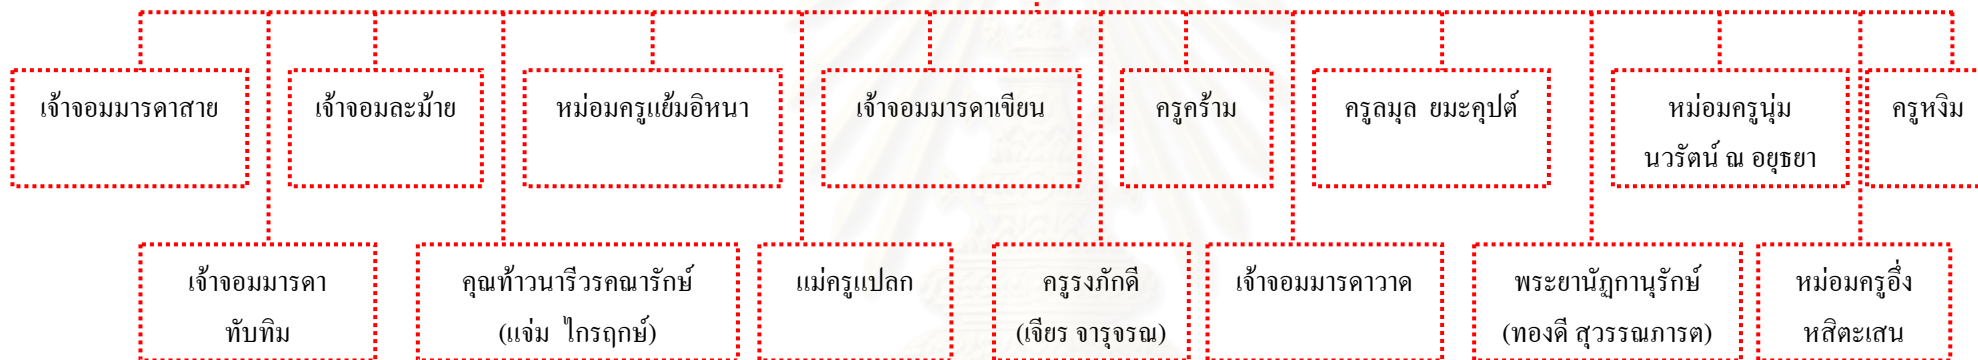 เจ้าจอมมารดาสาย
เจ้าจอมละม้าย
หม่อมครูแย้มอิหนา
เจ้าจอมมารดาเขียน
ครูคร้าม
ครูลมุล ยมะคุปต์
หม่อมครูนุ่ม
นวรัตน์ ณ อยุธยา
ครูหงิม
เจ้าจอมมารดา
ทับทิม
คุณท้าวนารีวรคณารักษ์
(แจ่ม ไกรฤกษ์)
แม่ครูแปลก
ครูรงภักดี
(เจียร จารุจรณ)
เจ้าจอมมารดาวาด
พระยานัฏกานุรักษ์
(ทองดี สุวรรณภารต)
หม่อมครูอึ่ง
หสิตะเสน